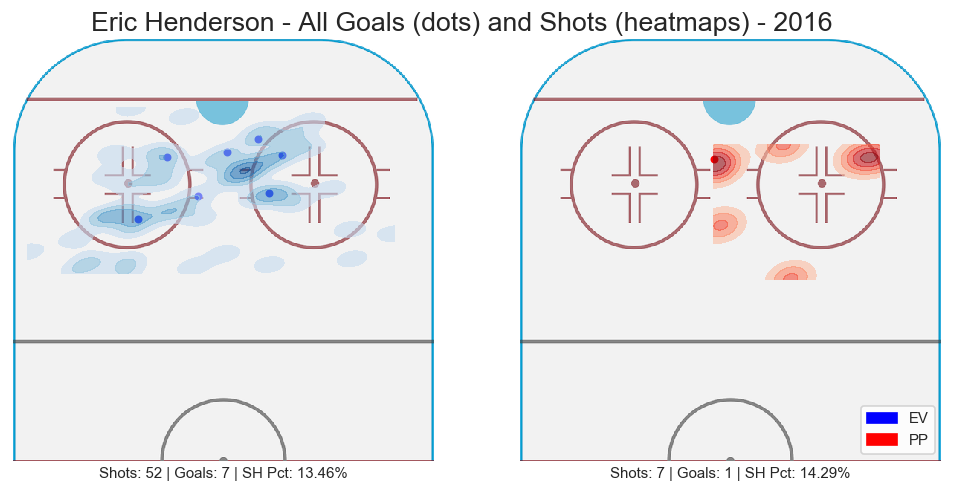 Eric Henderson - All Goals (dots) and Shots (heatmaps) - 2016
EV
PP
Shots: 52 | Goals: 7 | SH Pct: 13.46%
Shots: 7 | Goals: 1 | SH Pct: 14.29%